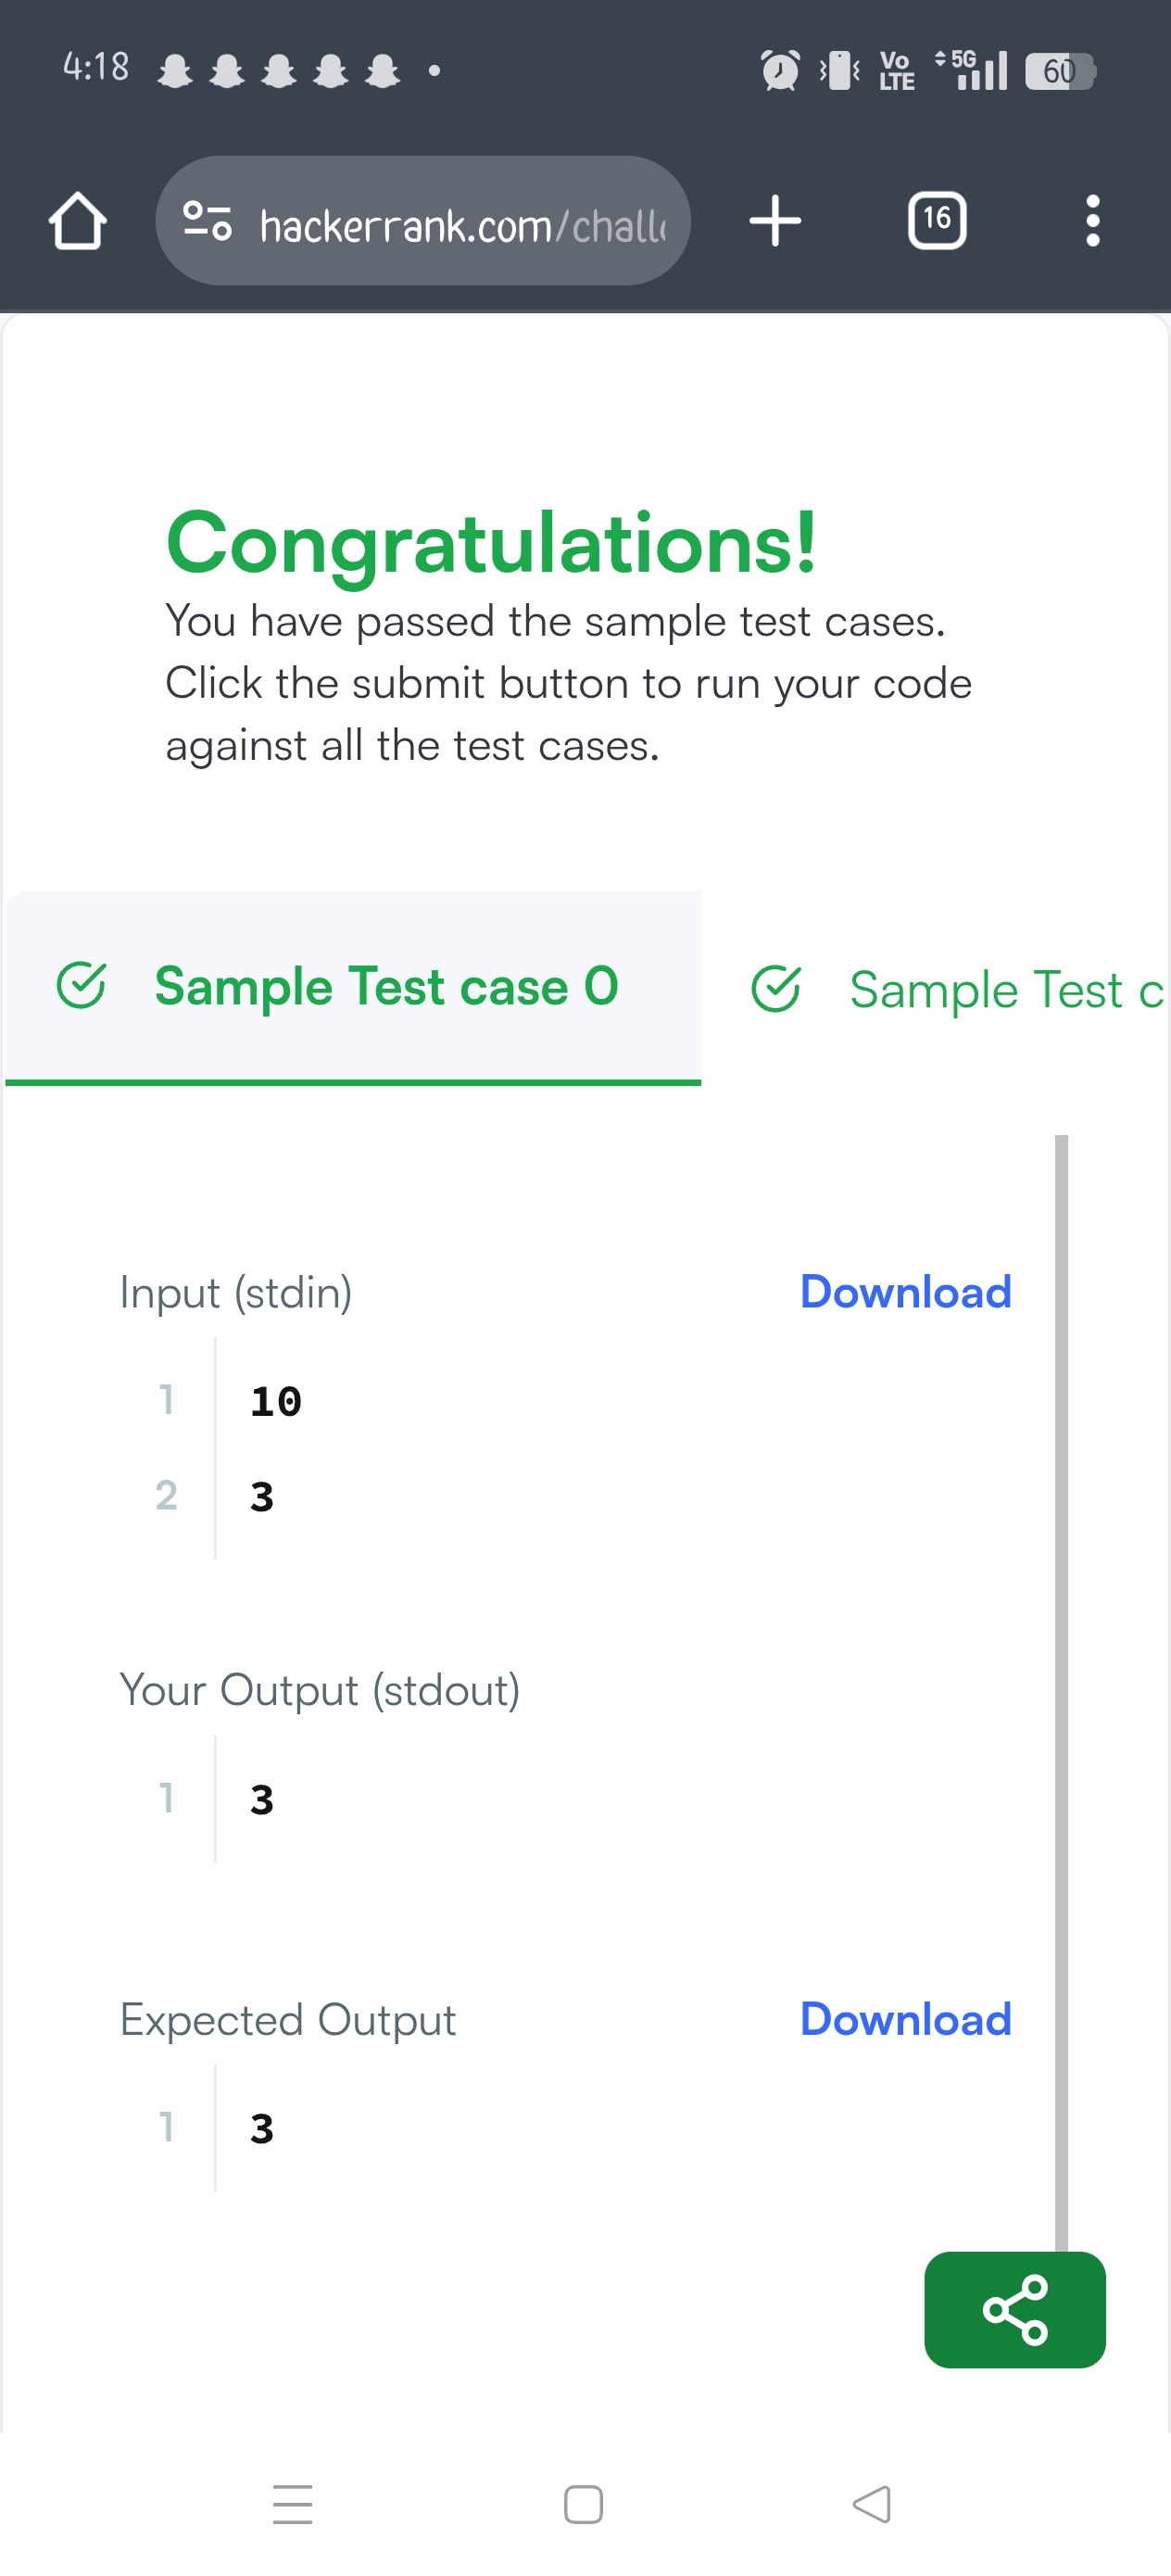 4:18
Vo
LTE
5G
60
hackerrank.com/chall
16
Congratulations!
You have passed the sample test cases.
Click the submit button to run your code
against all the test cases.
Sample Test case 0
Sample Test c
Input (stdin)
Download
1
10
2
3
Your Output (stdout)
1
3
Expected Output
Download
1
3